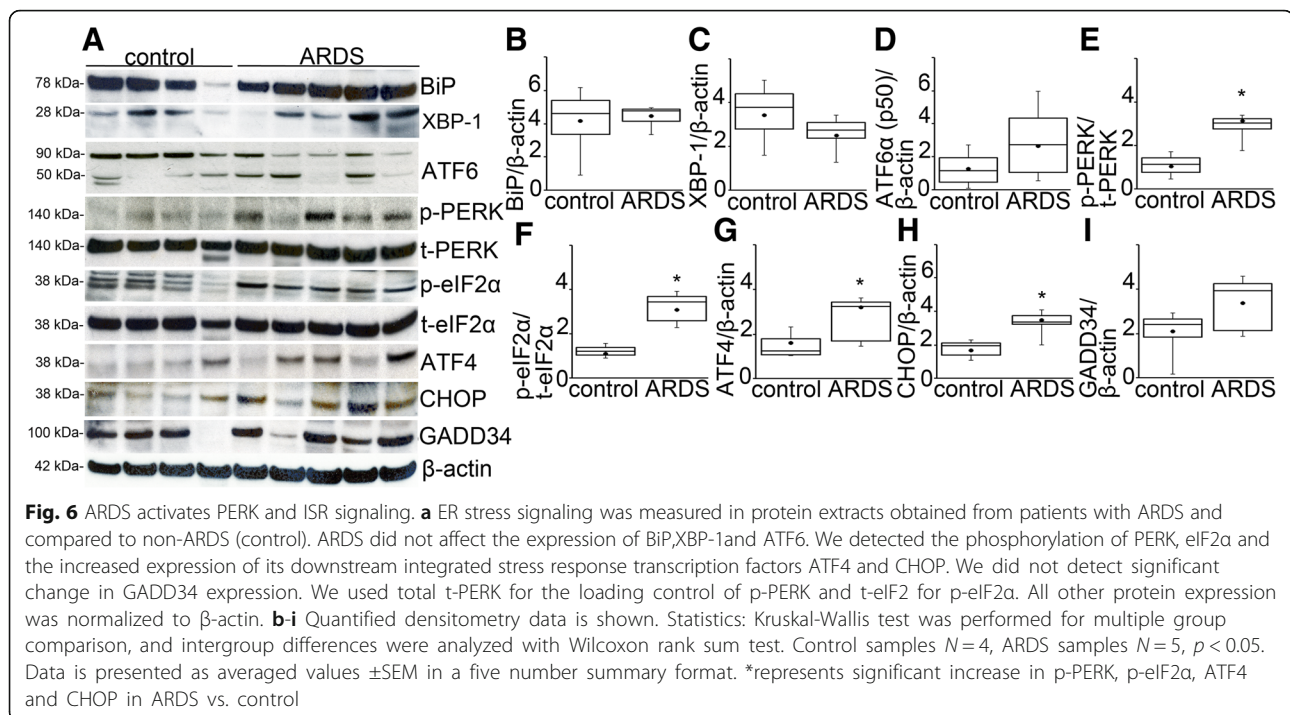 A
control ARDS
78 kDa- BiP
28 kDa- XBP-1
90 kDa-
50 kDa- ATF6
140 kDa- p-PERK
140 kDa- t-PERK
38 kDa- p-eIF2α
38 kDa- t-eIF2α
38 kDa- ATF4
38 kDa- CHOP
100 kDa- GADD34
42 kDa- β-actin
B
BiP/β-actin
6
4
2
0
control ARDS
C
XBP-1/β-actin
4
2
0
control ARDS
D
ATF6α (p50)/
β-actin
8
6
4
2
0
control ARDS
E
p-PERK/
t-PERK
4
2
0
*
control ARDS
F
p-eIF2α/
t-eIF2α
4
2
0
*
control ARDS
G
ATF4/β-actin
4
2
0
*
control ARDS
H
CHOP/β-actin
6
4
2
0
*
control ARDS
I
GADD34/
β-actin
4
2
0
control ARDS
Fig. 6 ARDS activates PERK and ISR signaling. a ER stress signaling was measured in protein extracts obtained from patients with ARDS and
compared to non-ARDS (control). ARDS did not affect the expression of BiP,XBP-1and ATF6. We detected the phosphorylation of PERK, eIF2α and
the increased expression of its downstream integrated stress response transcription factors ATF4 and CHOP. We did not detect significant
change in GADD34 expression. We used total t-PERK for the loading control of p-PERK and t-eIF2 for p-eIF2α. All other protein expression
was normalized to β-actin. b-i Quantified densitometry data is shown. Statistics: Kruskal-Wallis test was performed for multiple group
comparison, and intergroup differences were analyzed with Wilcoxon rank sum test. Control samples N = 4, ARDS samples N = 5, p < 0.05.
Data is presented as averaged values ±SEM in a five number summary format. *represents significant increase in p-PERK, p-eIF2α, ATF4
and CHOP in ARDS vs. control